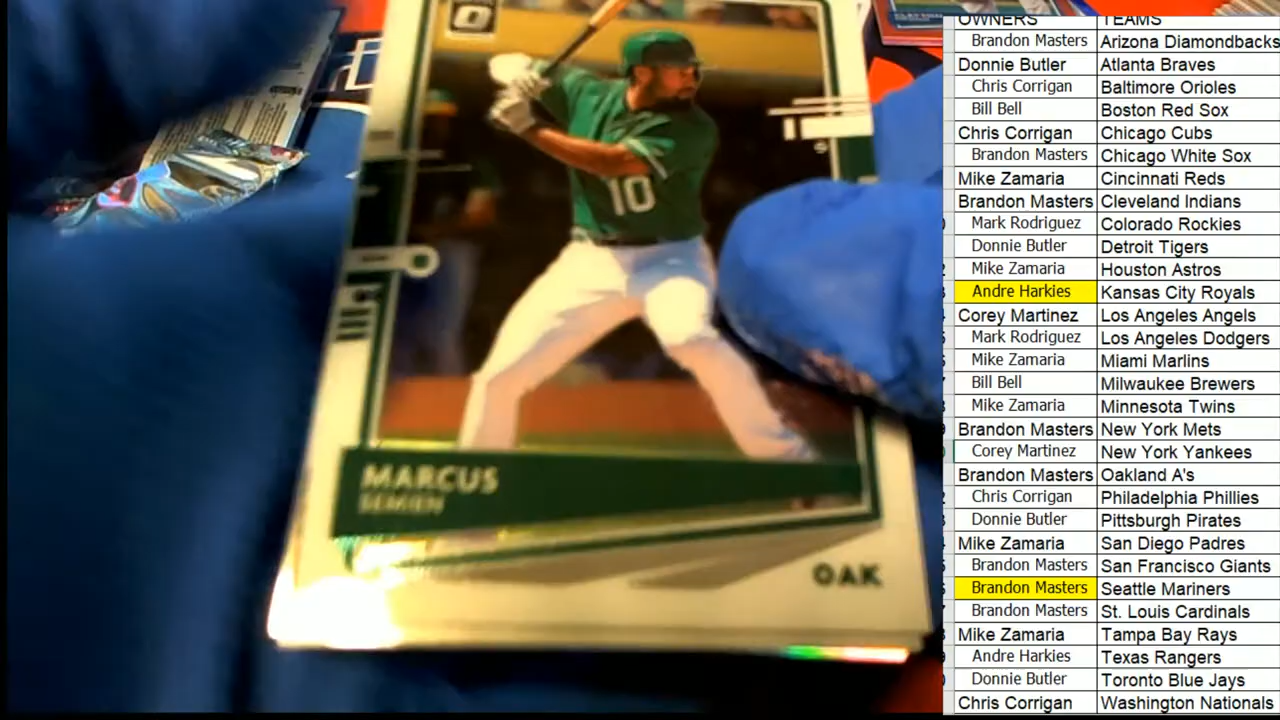 O
10
MARCUS
SEMIEN
OAK
OWNERS TEAMS
Brandon Masters Arizona Diamondbacks
Donnie Butler Atlanta Braves
Chris Corrigan Baltimore Orioles
Bill Bell Boston Red Sox
Chris Corrigan Chicago Cubs
Brandon Masters Chicago White Sox
Mike Zamaria Cincinnati Reds
Brandon Masters Cleveland Indians
Mark Rodriguez Colorado Rockies
Donnie Butler Detroit Tigers
Mike Zamaria Houston Astros
Andre Harkies Kansas City Royals
Corey Martinez Los Angeles Angels
Mark Rodriguez Los Angeles Dodgers
Mike Zamaria Miami Marlins
Bill Bell Milwaukee Brewers
Mike Zamaria Minnesota Twins
Brandon Masters New York Mets
Corey Martinez New York Yankees
Brandon Masters Oakland A's
Chris Corrigan Philadelphia Phillies
Donnie Butler Pittsburgh Pirates
Mike Zamaria San Diego Padres
Brandon Masters San Francisco Giants
Brandon Masters Seattle Mariners
Brandon Masters St. Louis Cardinals
Mike Zamaria Tampa Bay Rays
Andre Harkies Texas Rangers
Donnie Butler Toronto Blue Jays
Chris Corrigan Washington Nationals